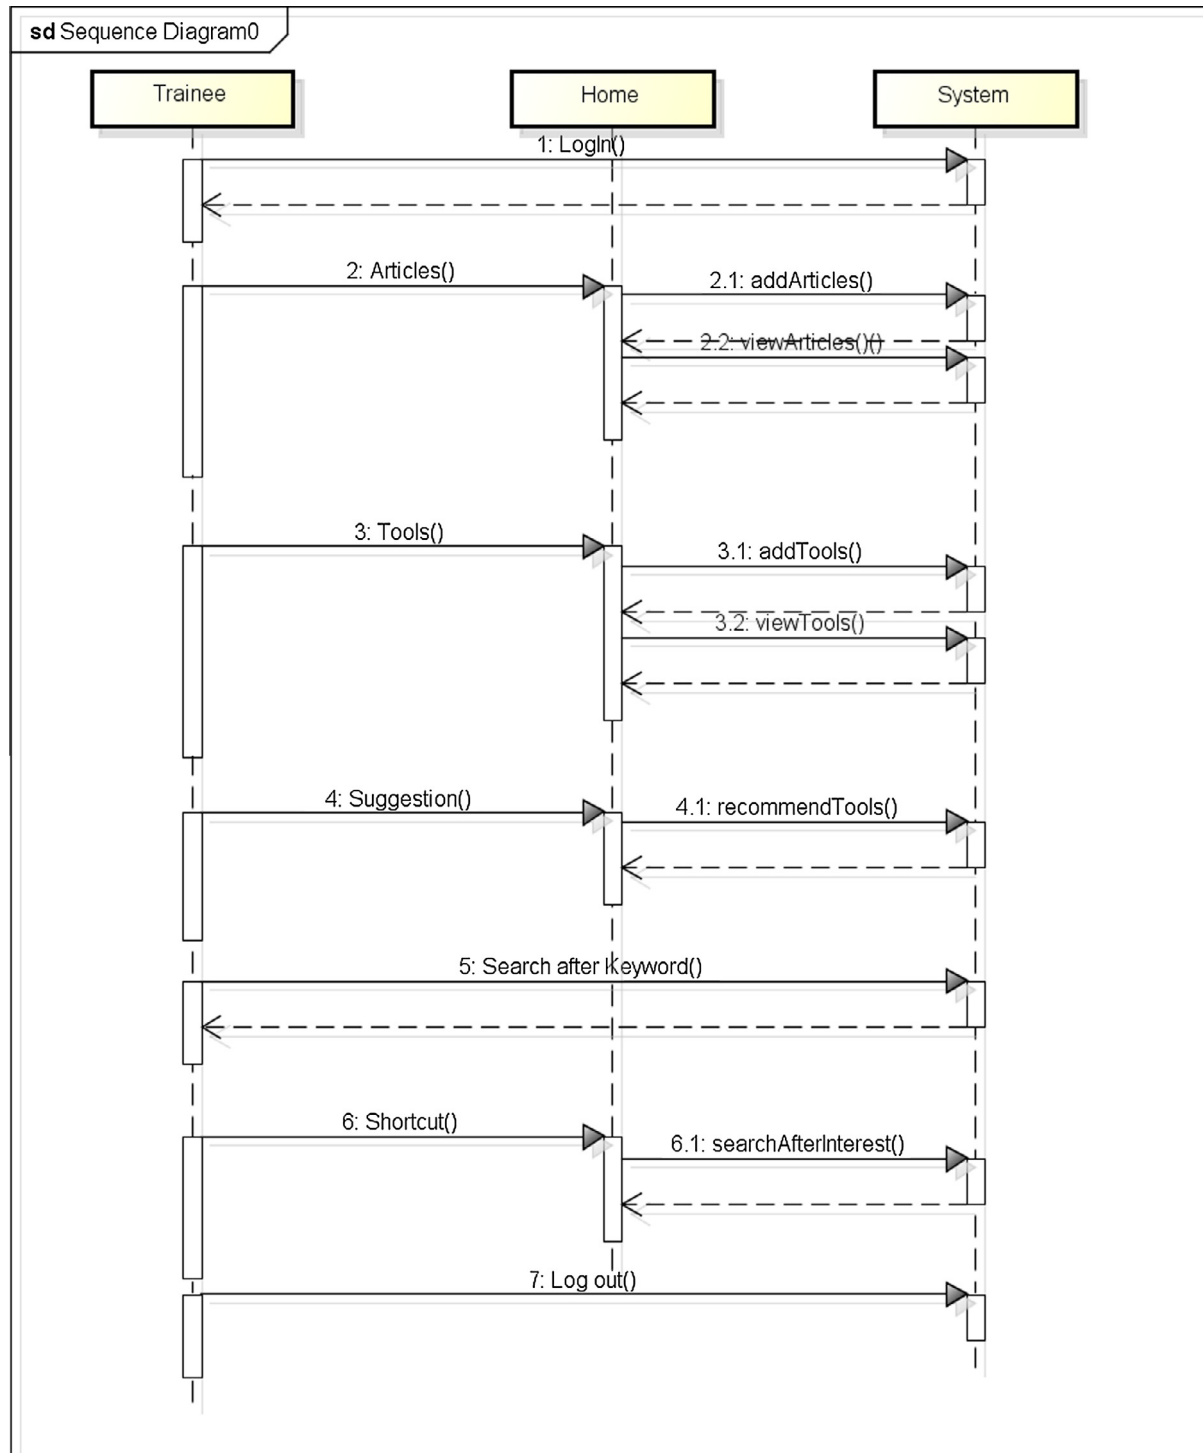 sd Sequence Diagram0
Trainee
Home
System
1: LogIn()
2: Articles()
2.1: addArticles()
2.2: viewArticles()()
3: Tools()
3.1: addTools()
3.2: viewTools()
4: Suggestion()
4.1: recommendTools()
5: Search after Keyword()
6: Shortcut()
6.1: searchAfterInterest()
7: Log out()